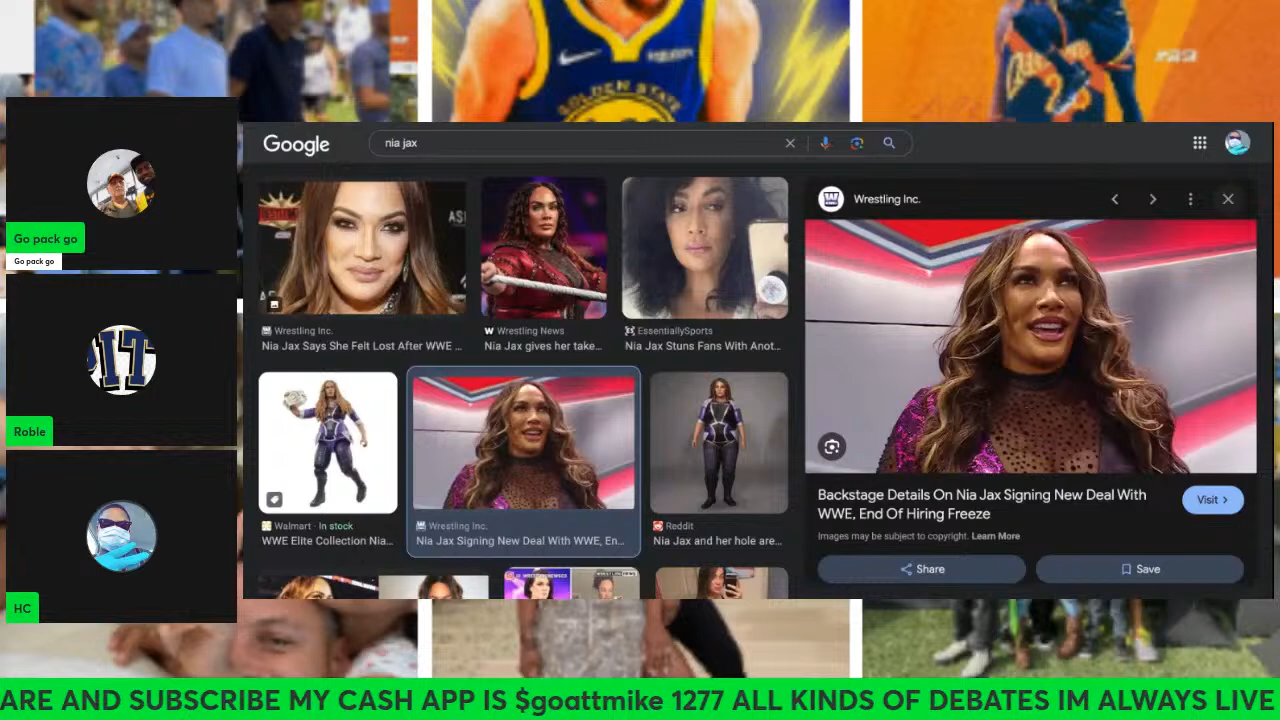 GOLDEN STATE
Google
nia jax
Wrestling Inc.
Go pack go
Go pack go
Wrestling Inc.
Nia Jax Says She Felt Lost After WWE ...
Wrestling News
Nia Jax gives her take...
EssentiallySports
Nia Jax Stuns Fans With Anot...
Roble
Walmart · In stock
WWE Elite Collection Nia...
Wrestling Inc.
Nia Jax Signing New Deal With WWE, En...
Reddit
Nia Jax and her hole are...
Backstage Details On Nia Jax Signing New Deal With
WWE, End Of Hiring Freeze
Visit
Images may be subject to copyright. Learn More
Share
Save
HC
ARE AND SUBSCRIBE MY CASH APP IS $goattmike 1277 ALL KINDS OF DEBATES IM ALWAYS LIVE